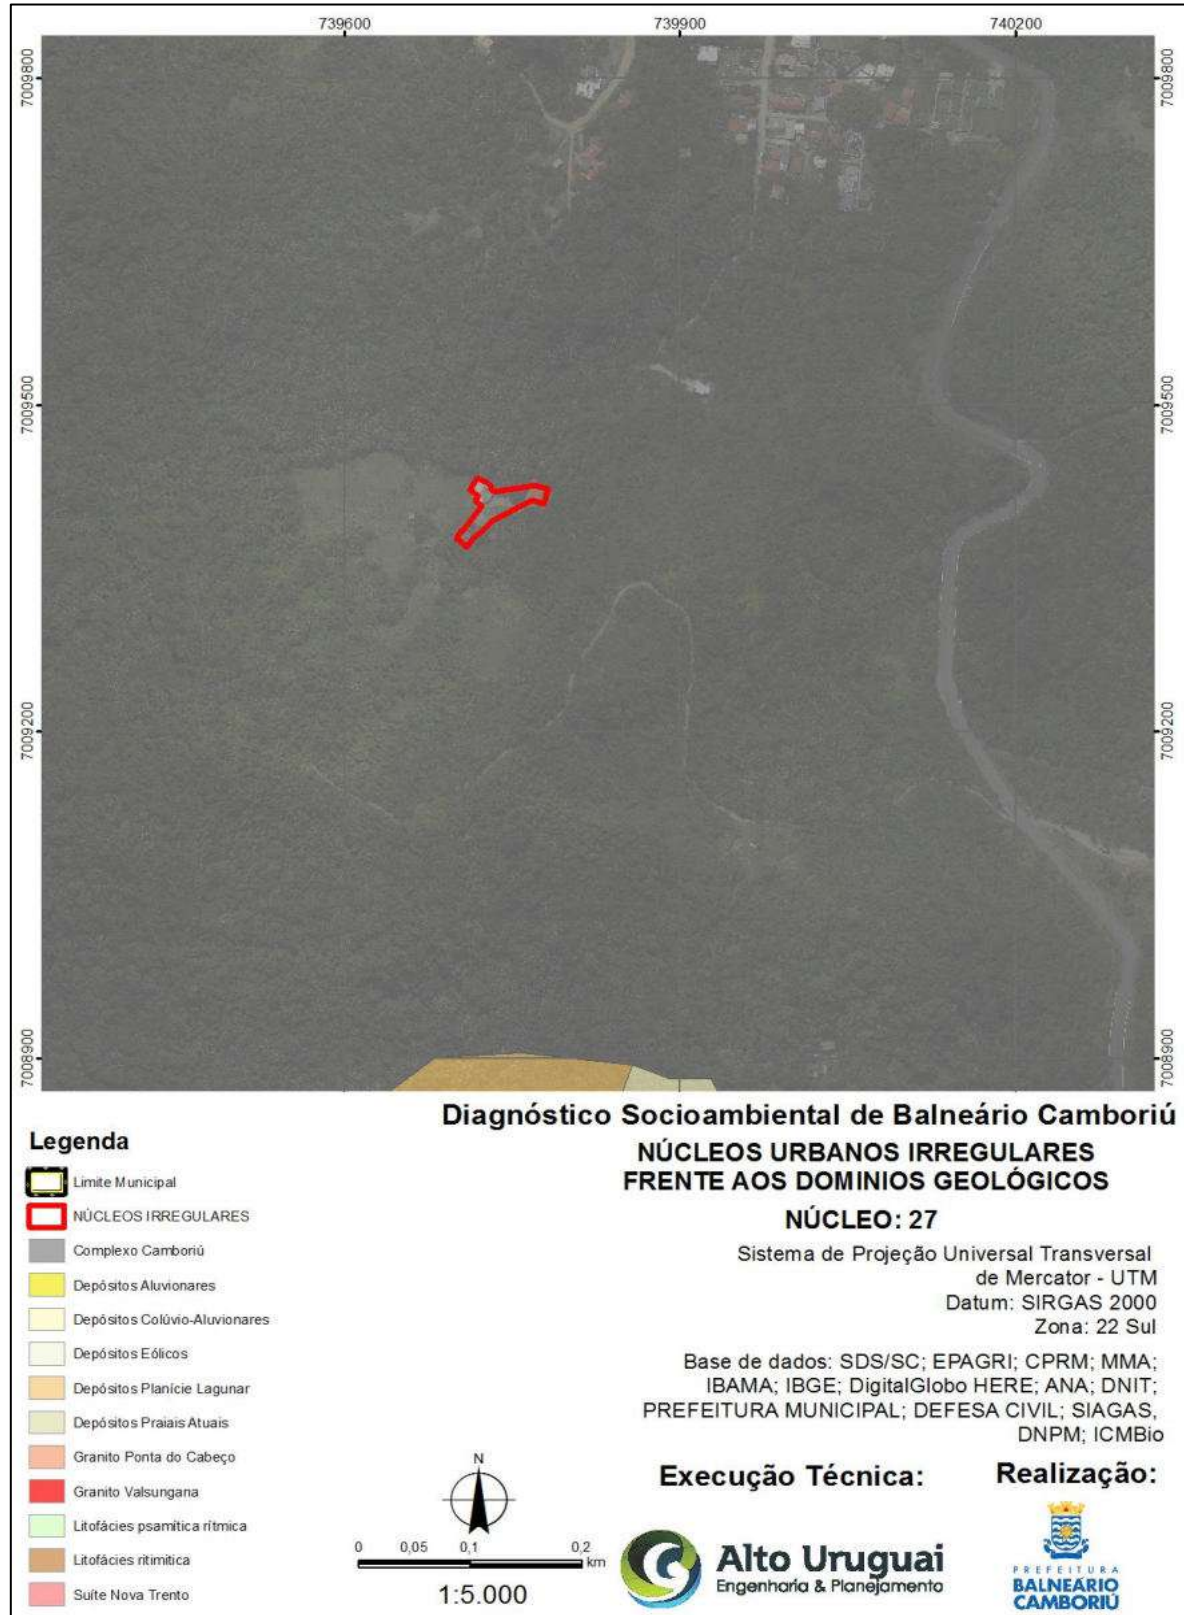 739600
739900
740200
7009800
7009800
7009500
7009500
7009200
7009200
7008900
7008900
Diagnóstico Socioambiental de Balneário Camboriú
NÚCLEOS URBANOS IRREGULARES
FRENTE AOS DOMINIOS GEOLÓGICOS
NÚCLEO: 27
Sistema de Projeção Universal Transversal
de Mercator - UTM
Datum: SIRGAS 2000
Zona: 22 Sul
Base de dados: SDS/SC; EPAGRI; CPRM; MMA;
IBAMA; IBGE; DigitalGlobo HERE; ANA; DNIT;
PREFEITURA MUNICIPAL; DEFESA CIVIL; SIAGAS,
DNPM; ICMBio
Legenda
Limite Municipal
NÚCLEOS IRREGULARES
Complexo Camboriú
Depósitos Aluvionares
Depósitos Colúvio-Aluvionares
Depósitos Eólicos
Depósitos Planície Lagunar
Depósitos Praiais Atuais
Granito Ponta do Cabeço
Granito Valsungana
Litofácies psamítica rítmica
Litofácies ritimitica
Suíte Nova Trento
N
0 0,05 0,1 0,2
km
1:5.000
Execução Técnica:
Alto Uruguai
Engenharia & Planejamento
Realização:
PREFEITURA
BALNEÁRIO
CAMBORIÚ